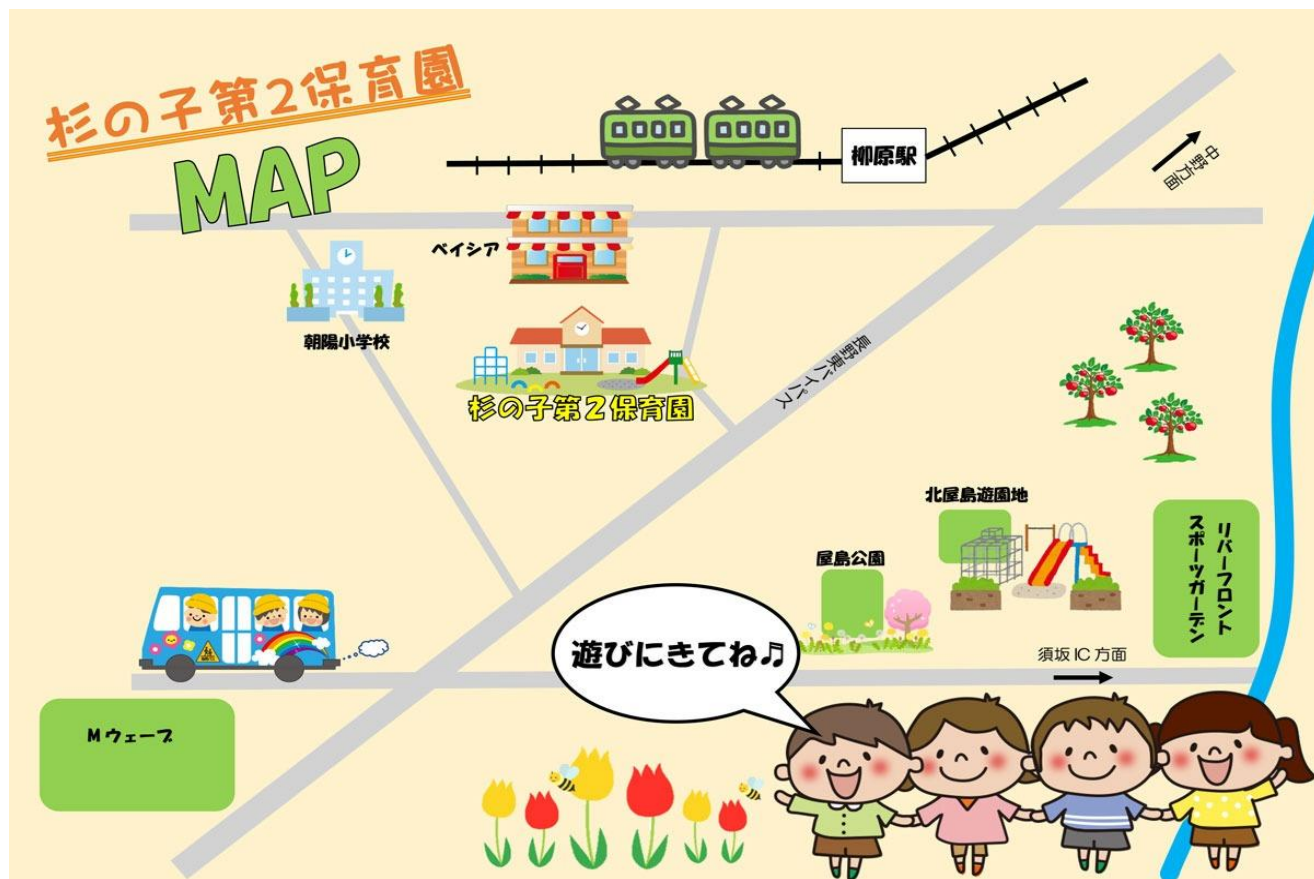 杉の子第2保育園
MAP
柳原駅
中野方面
ベイシア
朝陽小学校
杉の子第2保育園
長野東バイパス
北屋島遊園地
屋島公園
リバーフロント
スポーツガーデン
遊びにきてね♬
須坂IC方面
Mウェーブ